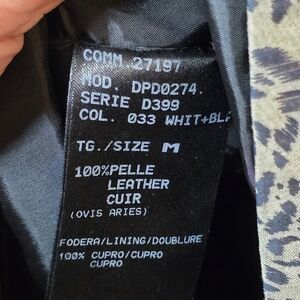 COMM 27197
MOD. DPD0274.
SERIE D399
COL. 033 WHIT+BLA
TG./SIZE M
100%PELLE
LEATHER
CUIR
(OVIS ARIES)
FODERA/LINING/DOUBLURE
100% CUPRO/CUPRO
CUPRO